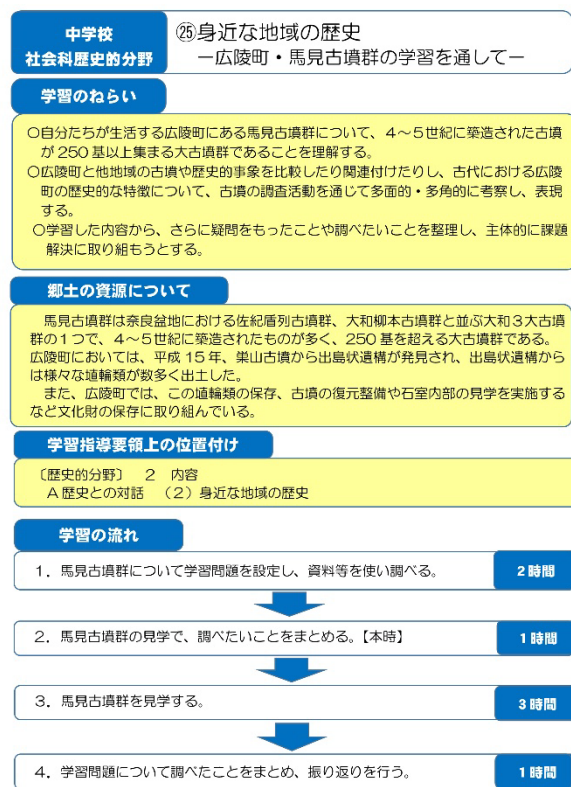 中学校
社会科歴史的分野
㉕身近な地域の歴史
－広陵町・馬見古墳群の学習を通して－
学習のねらい
○自分たちが生活する広陵町にある馬見古墳群について、４～５世紀に築造された古墳
が250基以上集まる大古墳群であることを理解する。
○広陵町と他地域の古墳や歴史的事象を比較したり関連付けたりし、古代における広陵
町の歴史的な特徴について、古墳の調査活動を通じて多面的・多角的に考察し、表現
する。
○学習した内容から、さらに疑問をもったことや調べたいことを整理し、主体的に課題
解決に取り組もうとする。
郷土の資源について
馬見古墳群は奈良盆地における佐紀盾列古墳群、大和柳本古墳群と並ぶ大和３大古墳
群の１つで、４～５世紀に築造されたものが多く、250基を超える大古墳群である。
広陵町においては、平成15年、巣山古墳から出島状遺構が発見され、出島状遺構から
は様々な埴輪類が数多く出土した。
また、広陵町では、この埴輪類の保存、古墳の復元整備や石室内部の見学を実施する
など文化財の保存に取り組んでいる。
学習指導要領上の位置付け
〔歴史的分野〕 ２ 内容
A 歴史との対話 （２）身近な地域の歴史
学習の流れ
１．馬見古墳群について学習問題を設定し、資料等を使い調べる。
２時間
２．馬見古墳群の見学で、調べたいことをまとめる。【本時】
１時間
３．馬見古墳群を見学する。
３時間
４．学習問題について調べたことをまとめ、振り返りを行う。
１時間